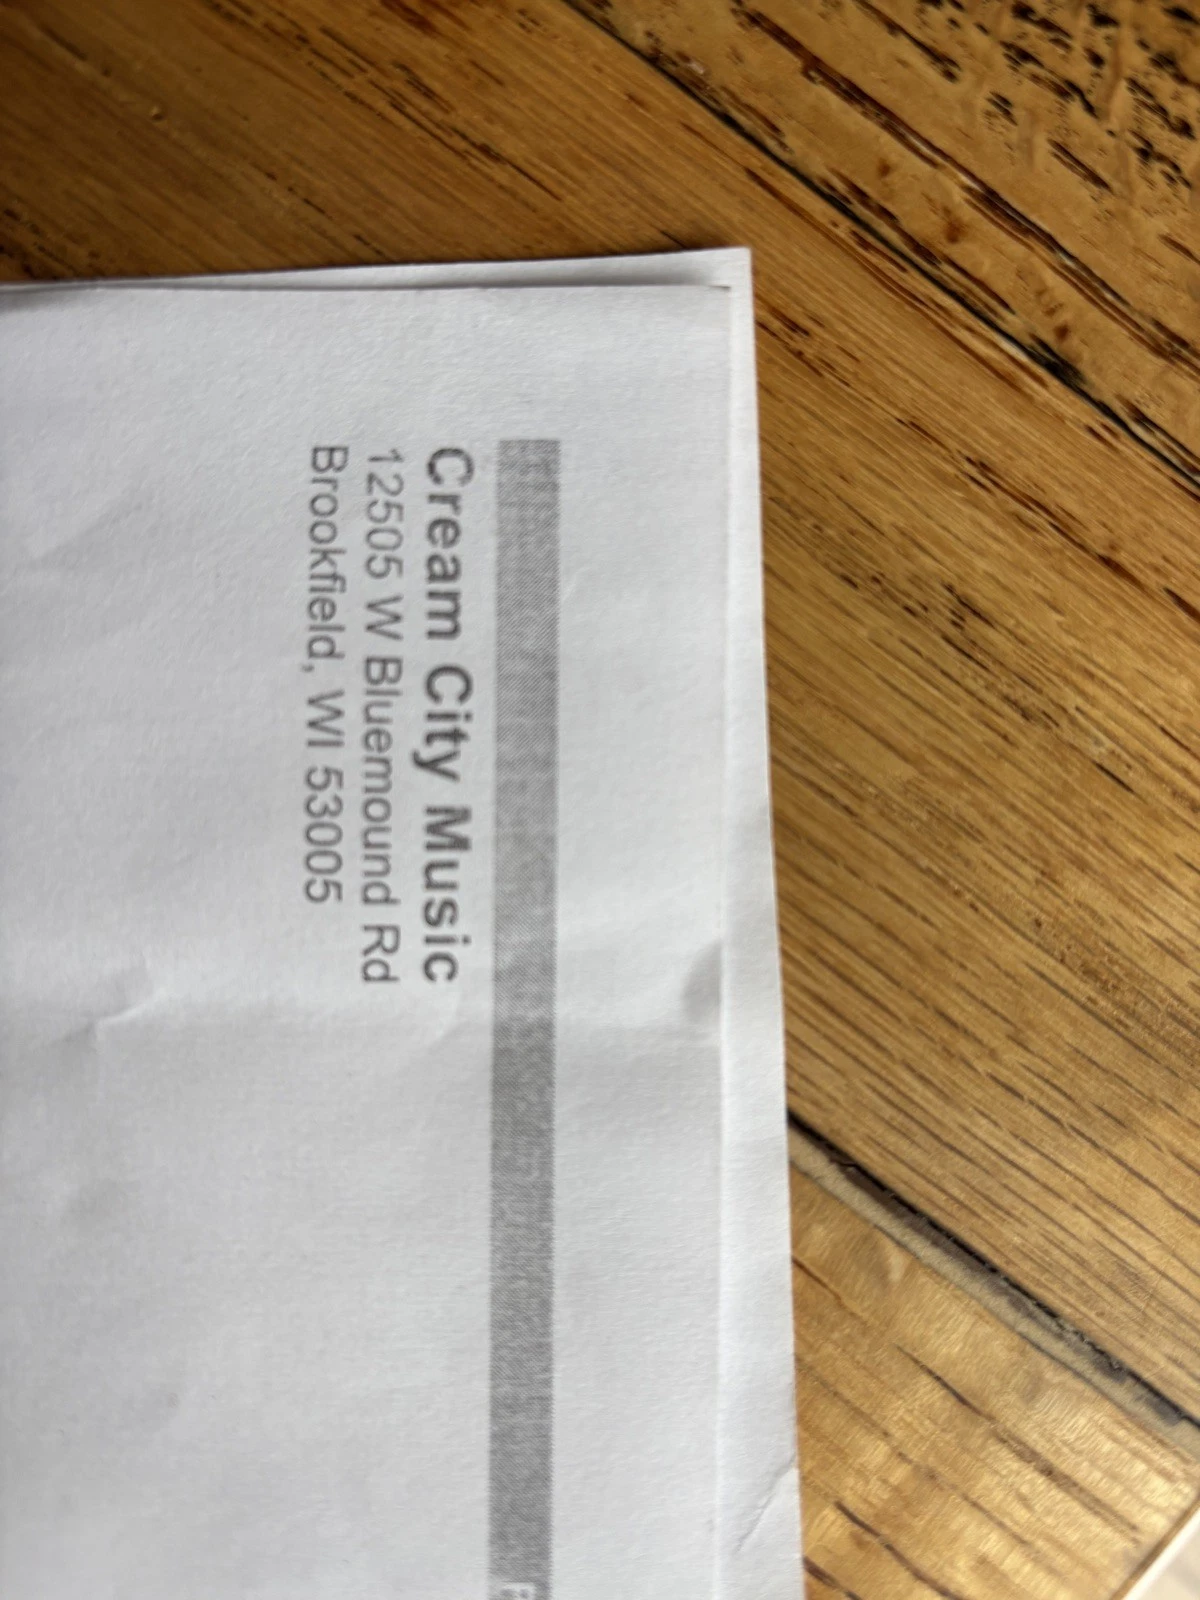 Cream City Music
12505 W Bluemound Rd
Brookfield, WI 53005